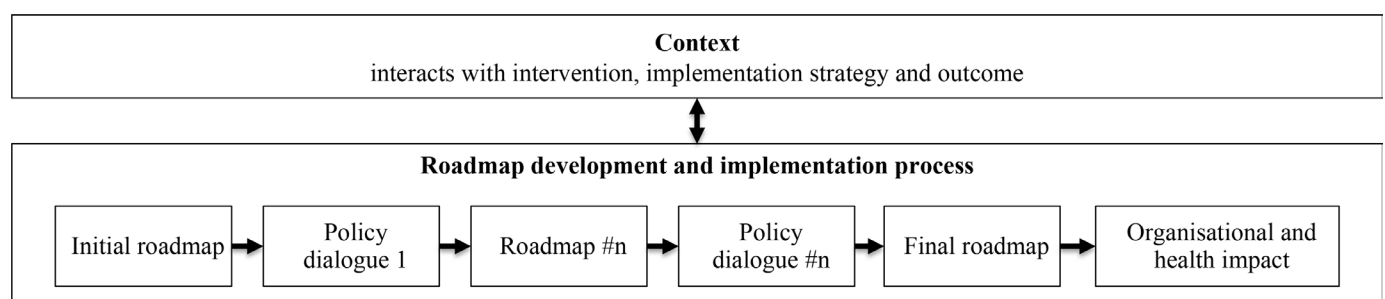 Context
interacts with intervention, implementation strategy and outcome
Roadmap development and implementation process
Initial roadmap
Policy
dialogue 1
Roadmap #n
Policy
dialogue #n
Final roadmap
Organisational and
health impact